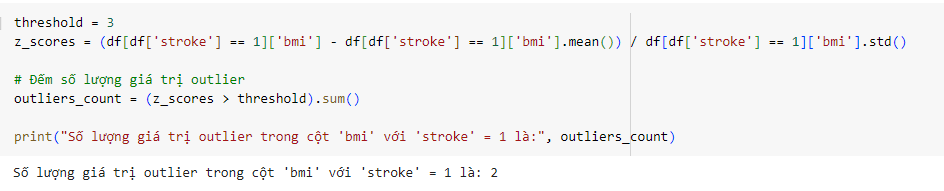 threshold = 3
z_scores = (df[df['stroke'] == 1]['bmi'] - df[df['stroke'] == 1]['bmi'].mean()) / df[df['stroke'] == 1]['bmi'].std()
# Đếm số lượng giá trị outlier
outliers_count = (z_scores > threshold).sum()
print("Số lượng giá trị outlier trong cột 'bmi' với 'stroke' = 1 là:", outliers_count)
Số lượng giá trị outlier trong cột 'bmi' với 'stroke' = 1 là: 2